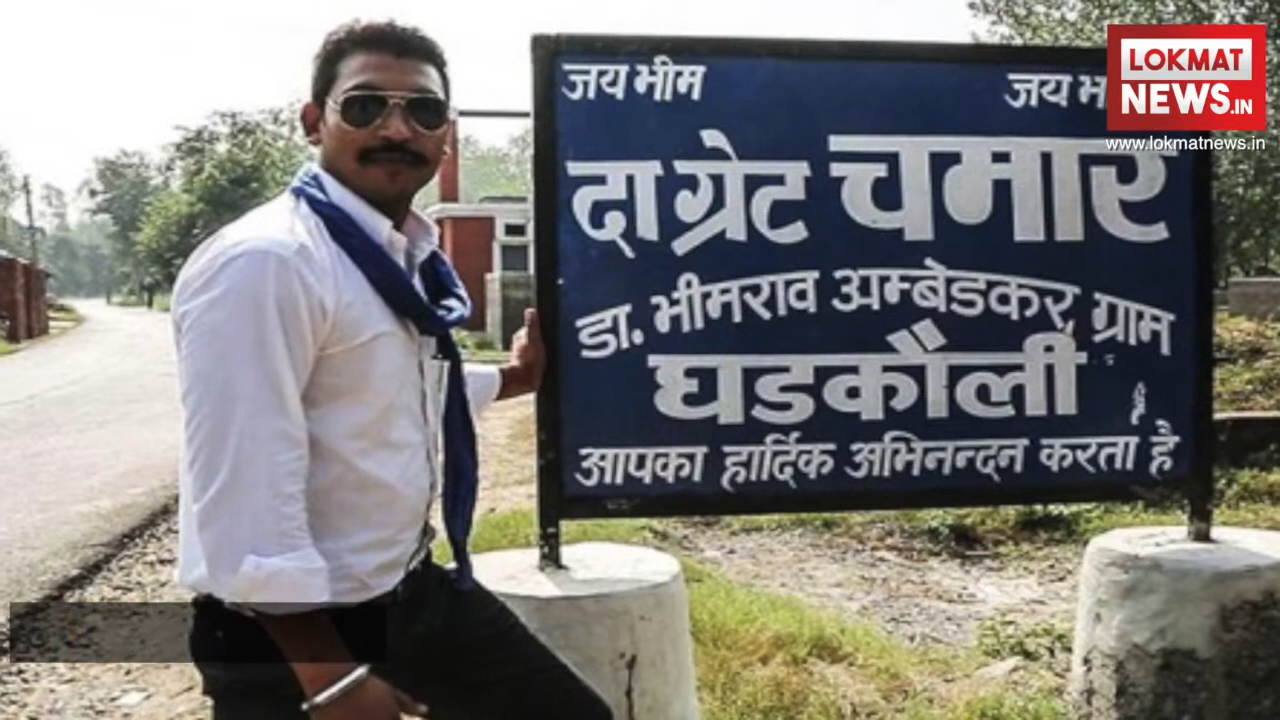 जय भीम
जय भ
LOKMAT
NEWS.IN
www.lokmatnews.in
दा ग्रेट चमार
डा. भीमराव अम्बेडकर ग्राम
घडकौली
आपका हार्दिक अभिनन्दन करता है